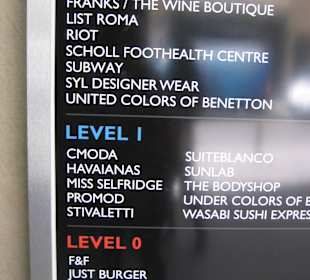 FRANKS / THE WINE BOUTIQUE
LIST ROMA
RIOT
SCHOLL FOOTHEALTH CENTRE
SUBWAY
SYL DESIGNER WEAR
UNITED COLORS OF BENETTON
LEVEL 1
CMODA SUITEBLANCO
HAVAIANAS SUNLAB
MISS SELFRIDGE THE BODYSHOP
PROMOD UNDER COLORS OF
STIVALETTI WASABI SUSHI EXPRE
LEVEL 0
F&F
JUST BURGER